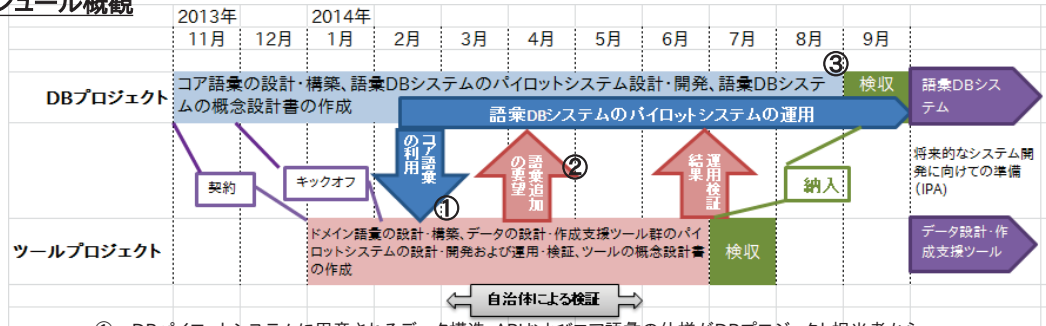 ジュール概観
2013年 2014年
11月 12月 1月 2月 3月 4月 5月 6月 7月 8月 9月
③
DBプロジェクト
コア語彙の設計・構築、語彙DBシステムのパイロットシステム設計・開発、語彙DBシステ
ムの概念設計書の作成
検収
語彙DBシス
テム
語彙DBシステムのパイロットシステムの運用
コア語彙
の利用
①
語彙追加
の要望
②
運用検証
結果
契約
キックオフ
納入
将来的なシステム開
発に向けての準備
（IPA）
ツールプロジェクト
ドメイン語彙の設計・構築、データの設計・作成支援ツール群のパイ
ロットシステムの設計・開発および運用・検証、ツールの概念設計書
の作成
検収
データ設計・作
成支援ツール
自治体による検証